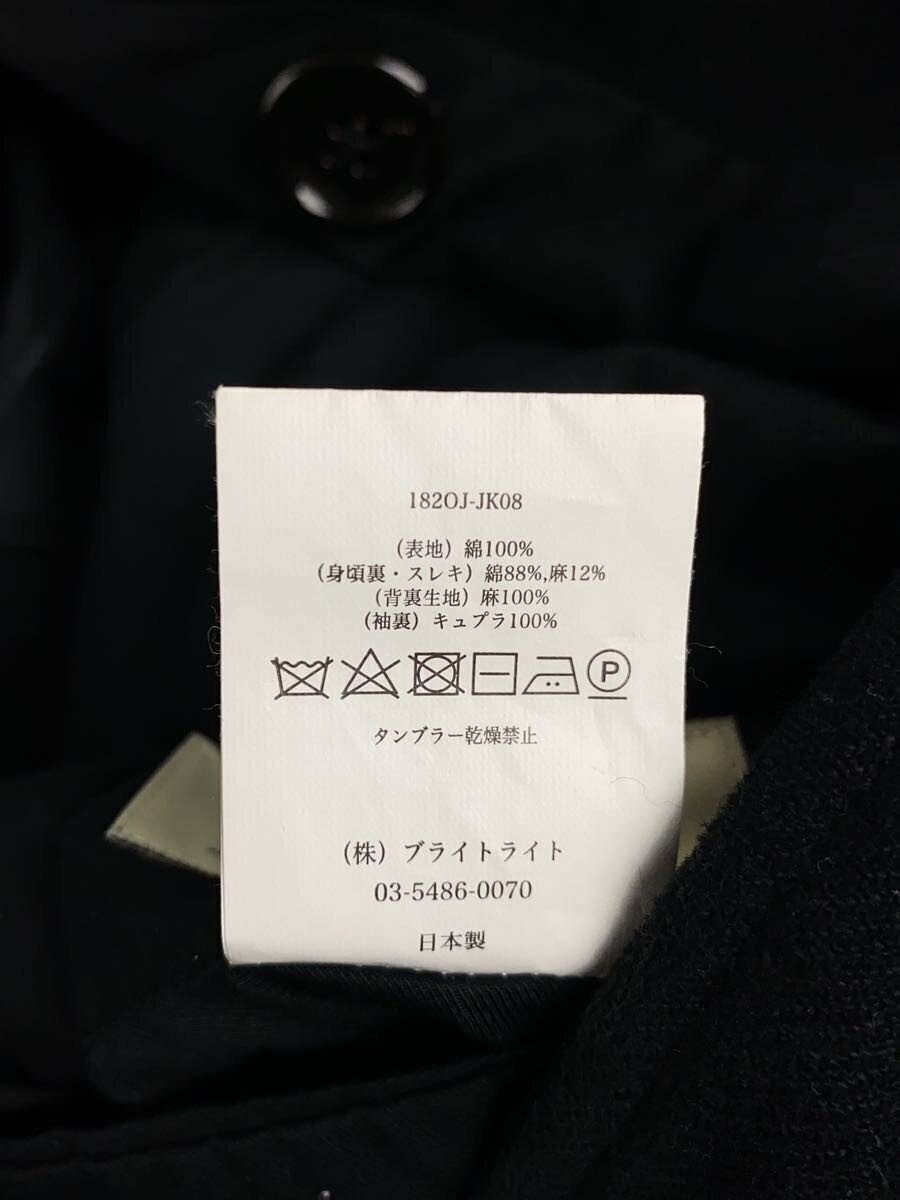 182OJ-JK08
（表地）綿100%
（身頃裏・スレキ）綿88%,麻12%
（背裏生地）麻100%
（袖裏）キュプラ100%
P
タンブラー乾燥禁止
（株）ブライトライト
03-5486-0070
日本製